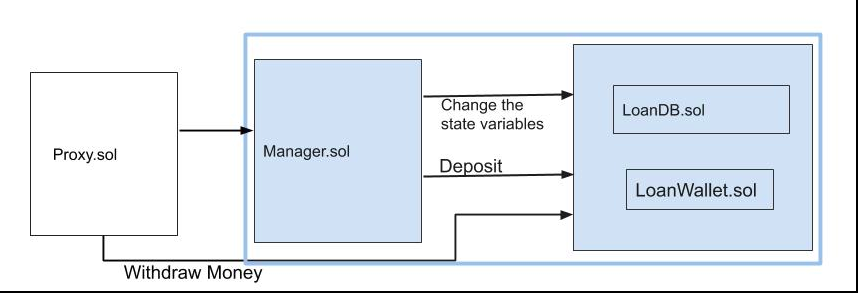 Proxy.sol
Manager.sol
Change the
state variables
Deposit
LoanDB.sol
LoanWallet.sol
Withdraw Money